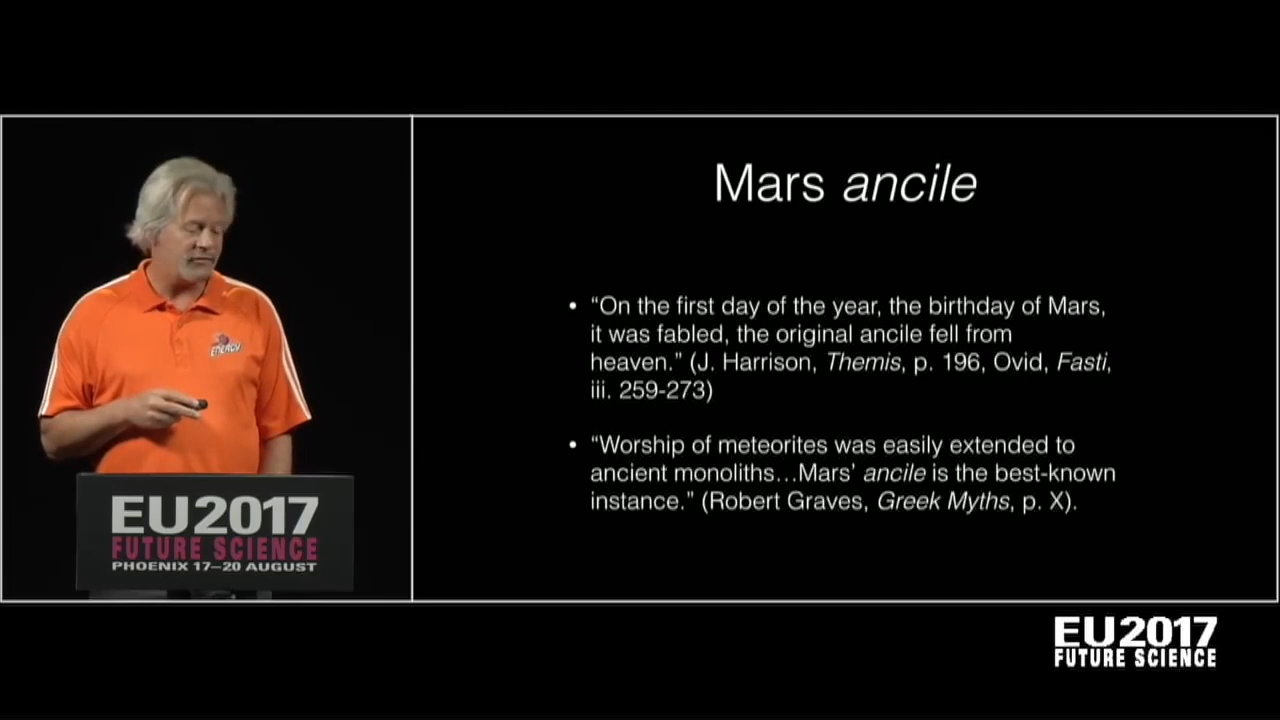 Mars ancile
• “On the first day of the year, the birthday of Mars,
it was fabled, the original ancile fell from
heaven.” (J. Harrison, Themis, p. 196, Ovid, Fasti,
iii. 259-273)
• “Worship of meteorites was easily extended to
ancient monoliths…Mars’ ancile is the best-known
instance.” (Robert Graves, Greek Myths, p. X).
ENERGY
EU2017
FUTURE SCIENCE
PHOENIX 17–20 AUGUST
EU2017
FUTURE SCIENCE